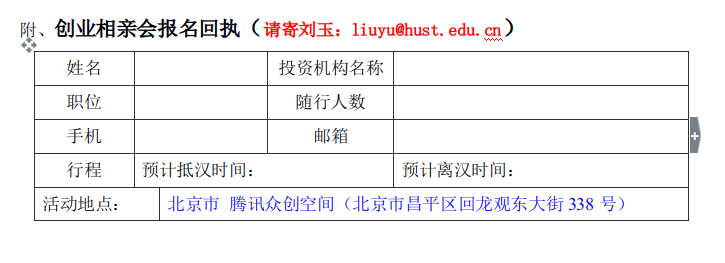 附、创业相亲会报名回执（请寄刘玉：liuyu@hust.edu.cn）
姓名 投资机构名称
职位 随行人数
手机 邮箱
行程 预计抵汉时间： 预计离汉时间：
活动地点： 北京市 腾讯众创空间（北京市昌平区回龙观东大街 338 号）